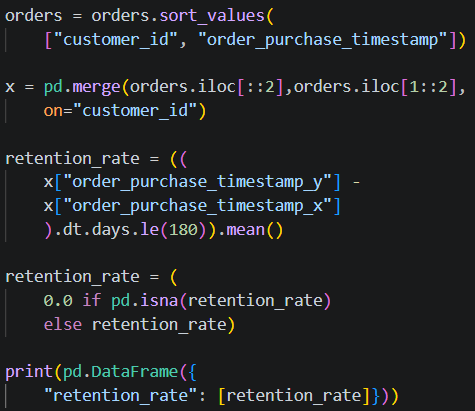 orders = orders.sort_values(
    ["customer_id", "order_purchase_timestamp"])

x = pd.merge(orders.iloc[::2],orders.iloc[1::2],
    on="customer_id")

retention_rate = ((
    x["order_purchase_timestamp_y"] -
    x["order_purchase_timestamp_x"]
    ).dt.days.le(180)).mean()

retention_rate = (
    0.0 if pd.isna(retention_rate)
    else retention_rate)

print(pd.DataFrame({
    "retention_rate": [retention_rate]}))